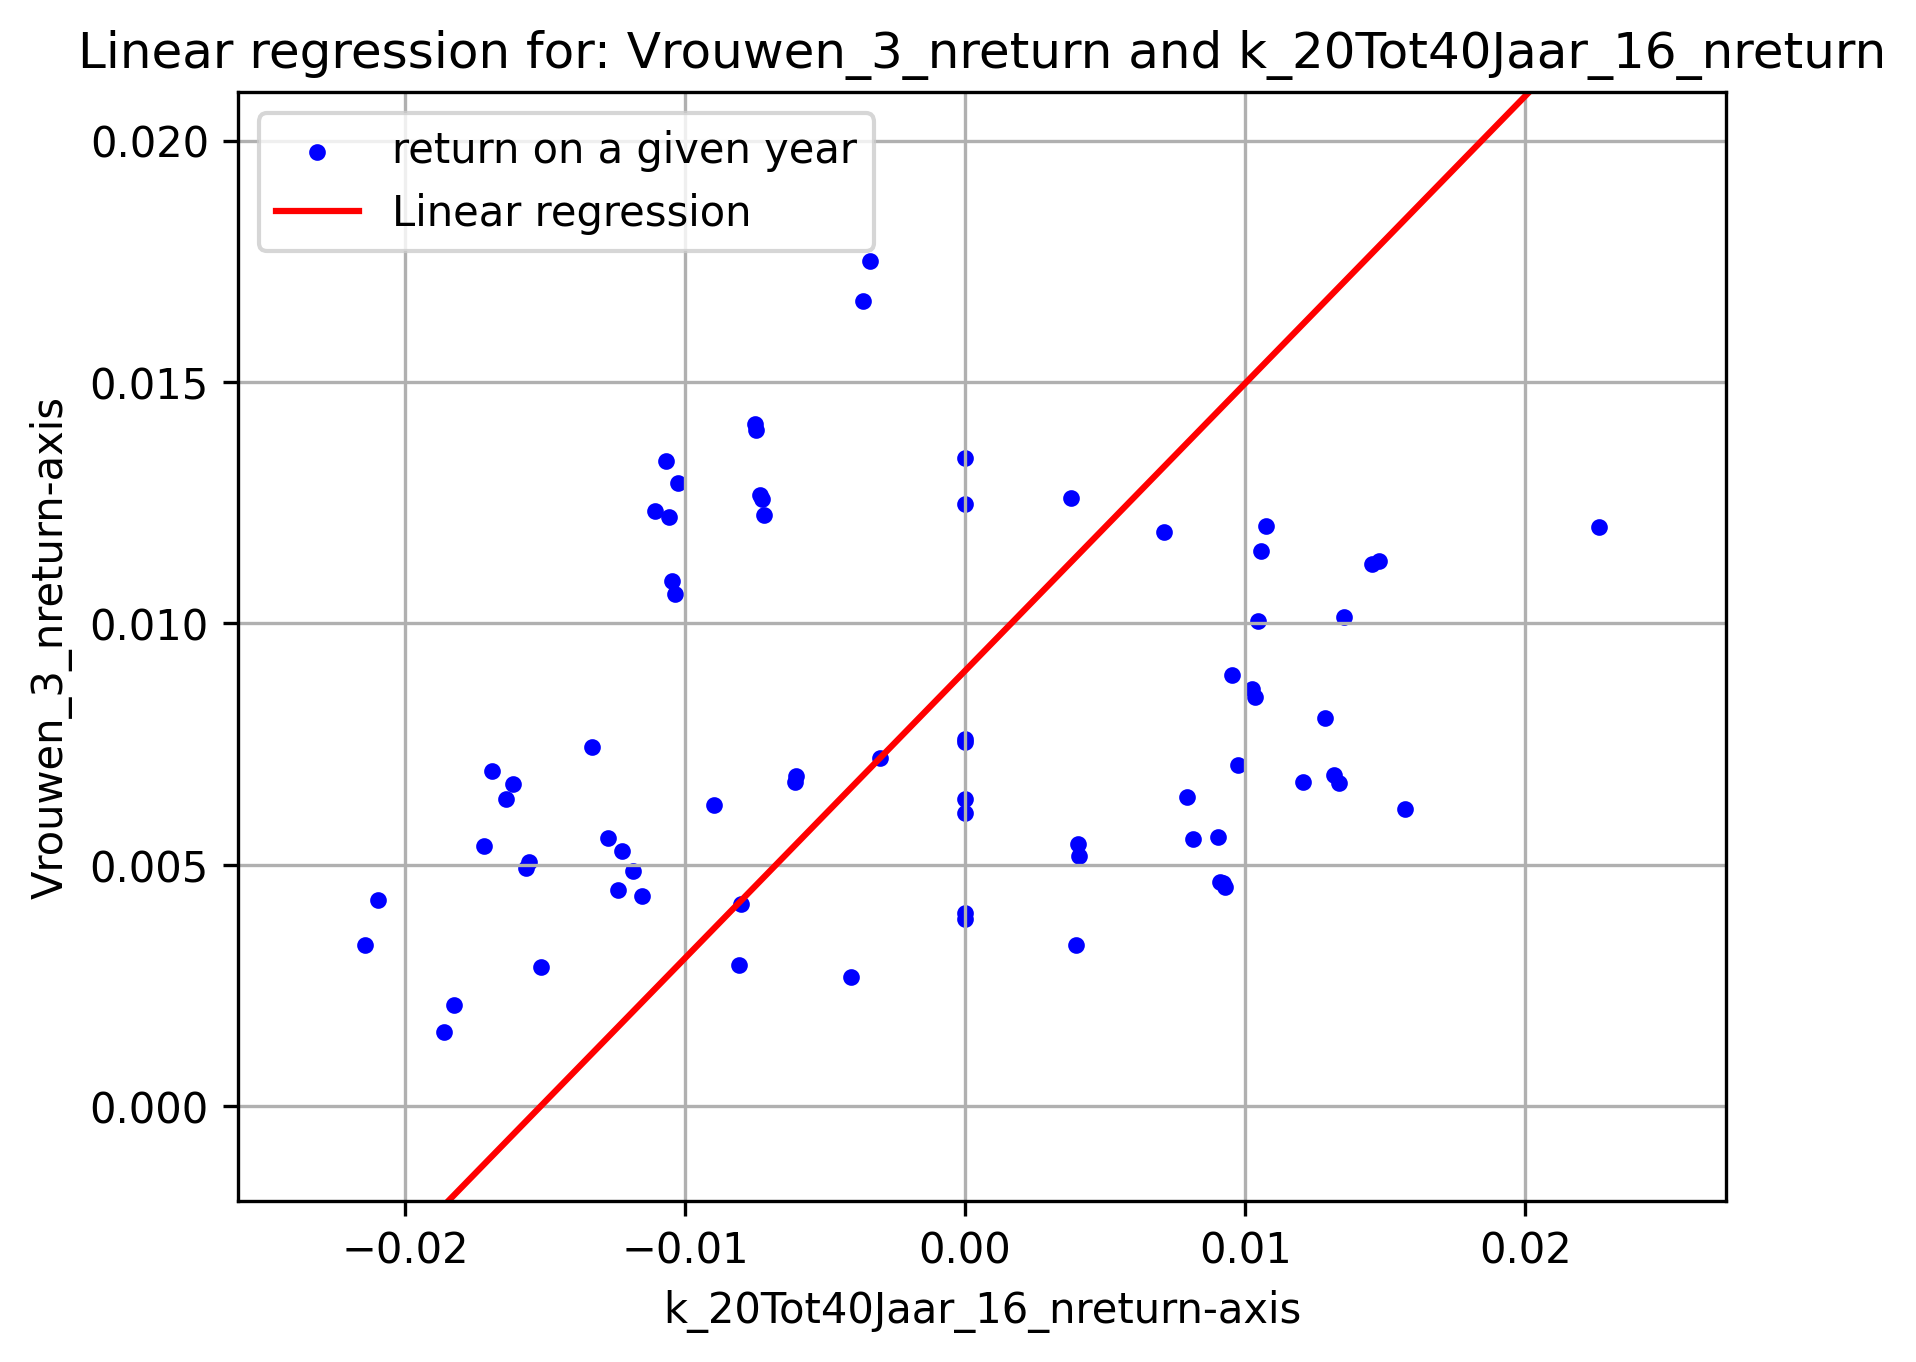 Linear regression for: Vrouwen_3_nreturn and k_20Tot40Jaar_16_nreturn
return on a given year
Linear regression
0.020
0.015
0.010
0.005
0.000
Vrouwen_3_nreturn-axis
−0.02
−0.01
0.00
0.01
0.02
k_20Tot40Jaar_16_nreturn-axis